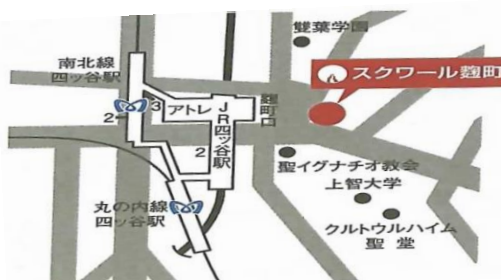 雙葉学園
南北線
四ッ谷駅
スクワール麹町
3
アトレ
JR四ッ谷駅
麹町口
2
2
聖イグナチオ教会
上智大学
丸の内線
四ッ谷駅
クルトゥルハイム
聖堂